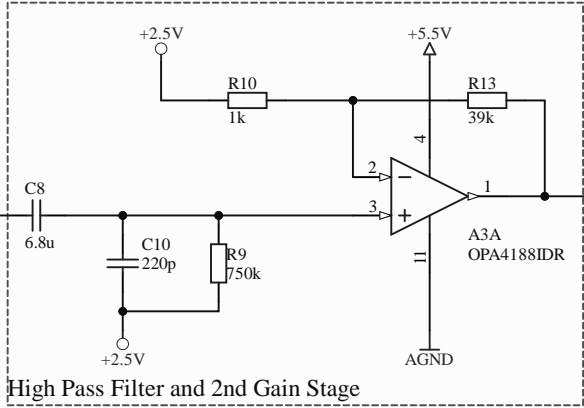 +2.5V
+5.5V
R10
1k
R13
39k
4
2
1
3
C8
6.8u
C10
220p
R9
750k
A3A
OPA4188IDR
11
+2.5V
AGND
High Pass Filter and 2nd Gain Stage